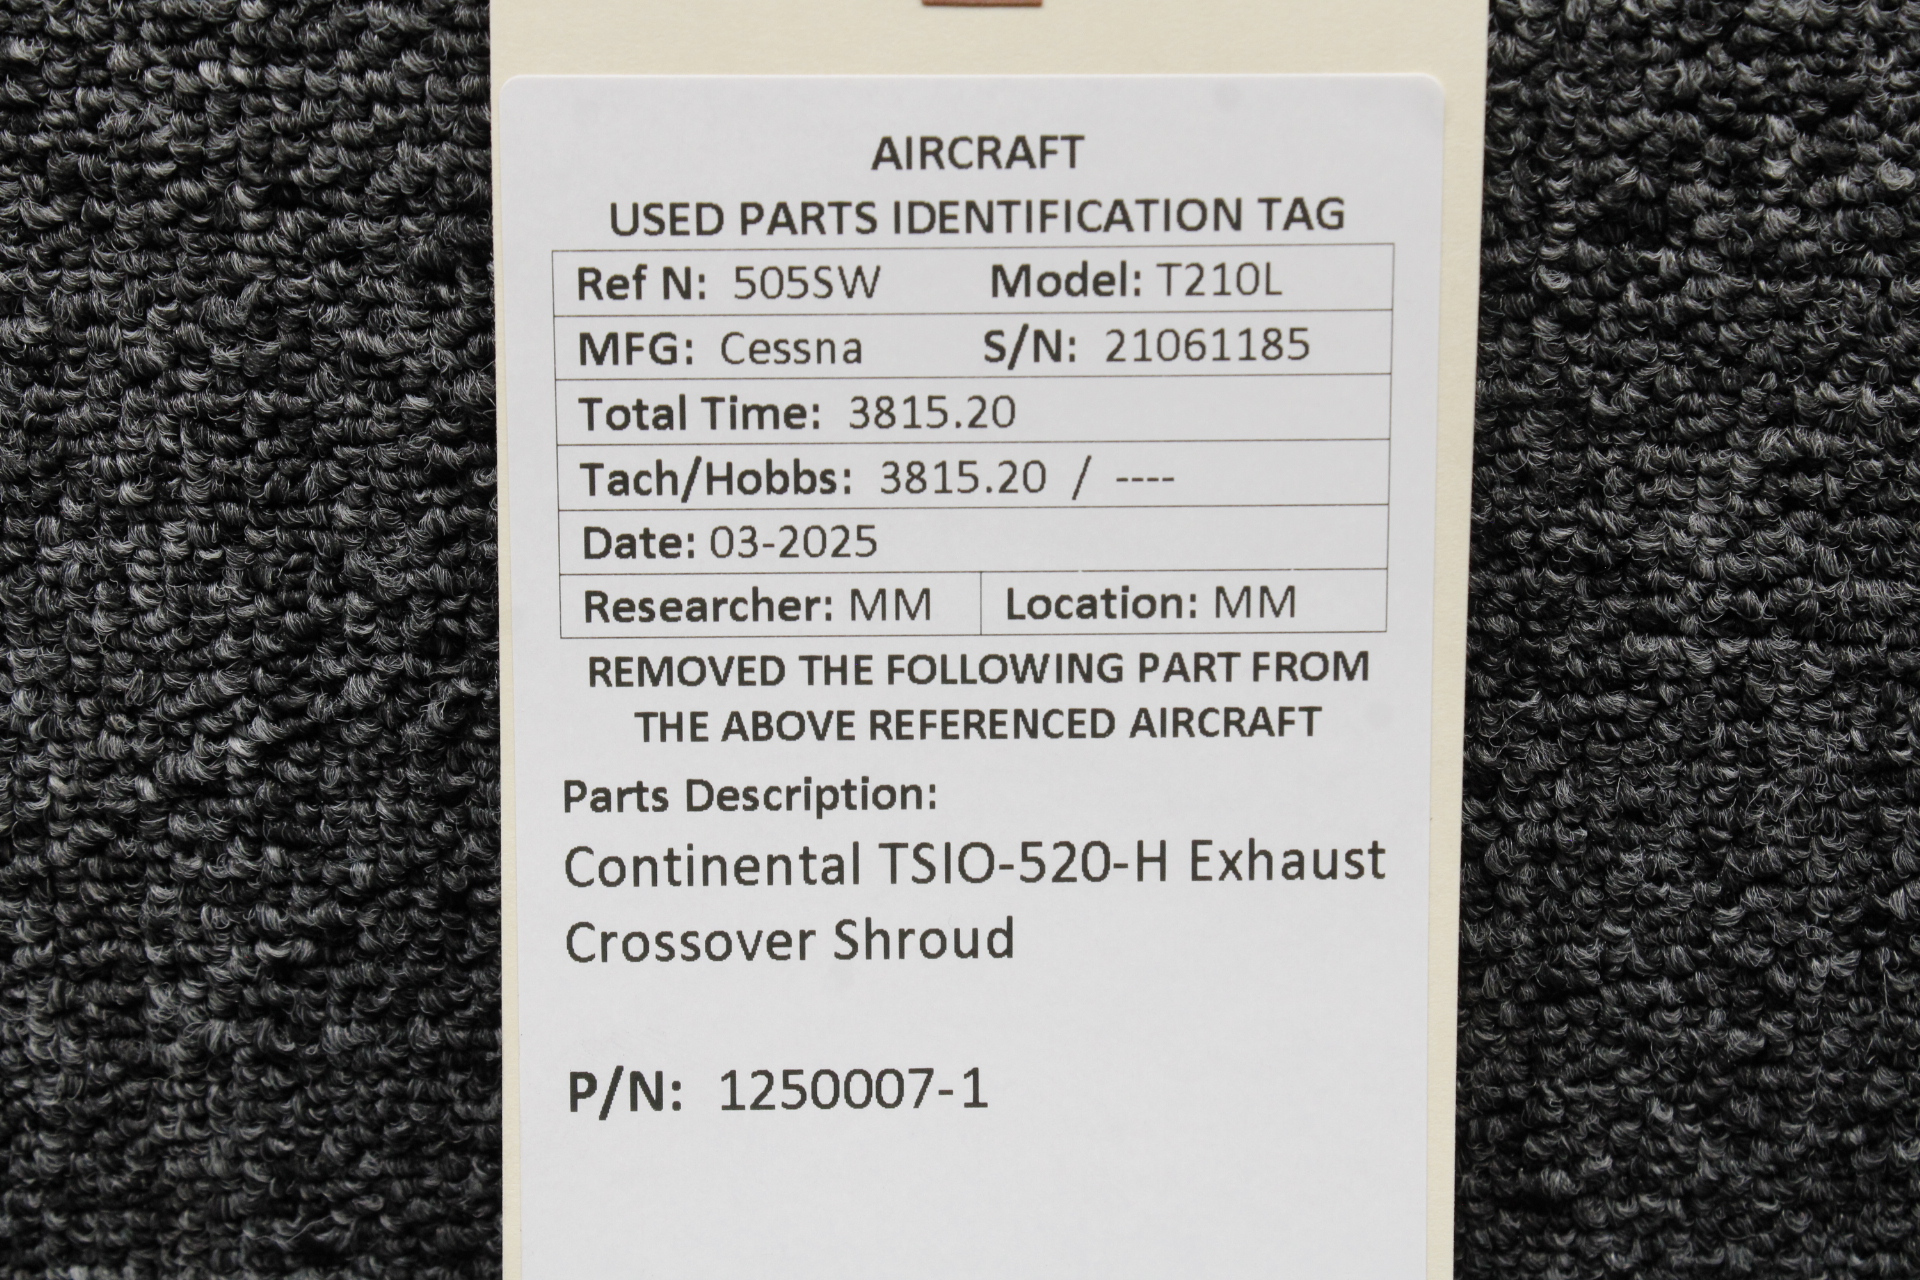 AIRCRAFT
USED PARTS IDENTIFICATION TAG
Ref N: 505SW Model: T210L
MFG: Cessna S/N: 21061185
Total Time: 3815.20
Tach/Hobbs: 3815.20 / ----
Date: 03-2025
Researcher: MM Location: MM
REMOVED THE FOLLOWING PART FROM
THE ABOVE REFERENCED AIRCRAFT
Parts Description:
Continental TSIO-520-H Exhaust
Crossover Shroud
P/N: 1250007-1